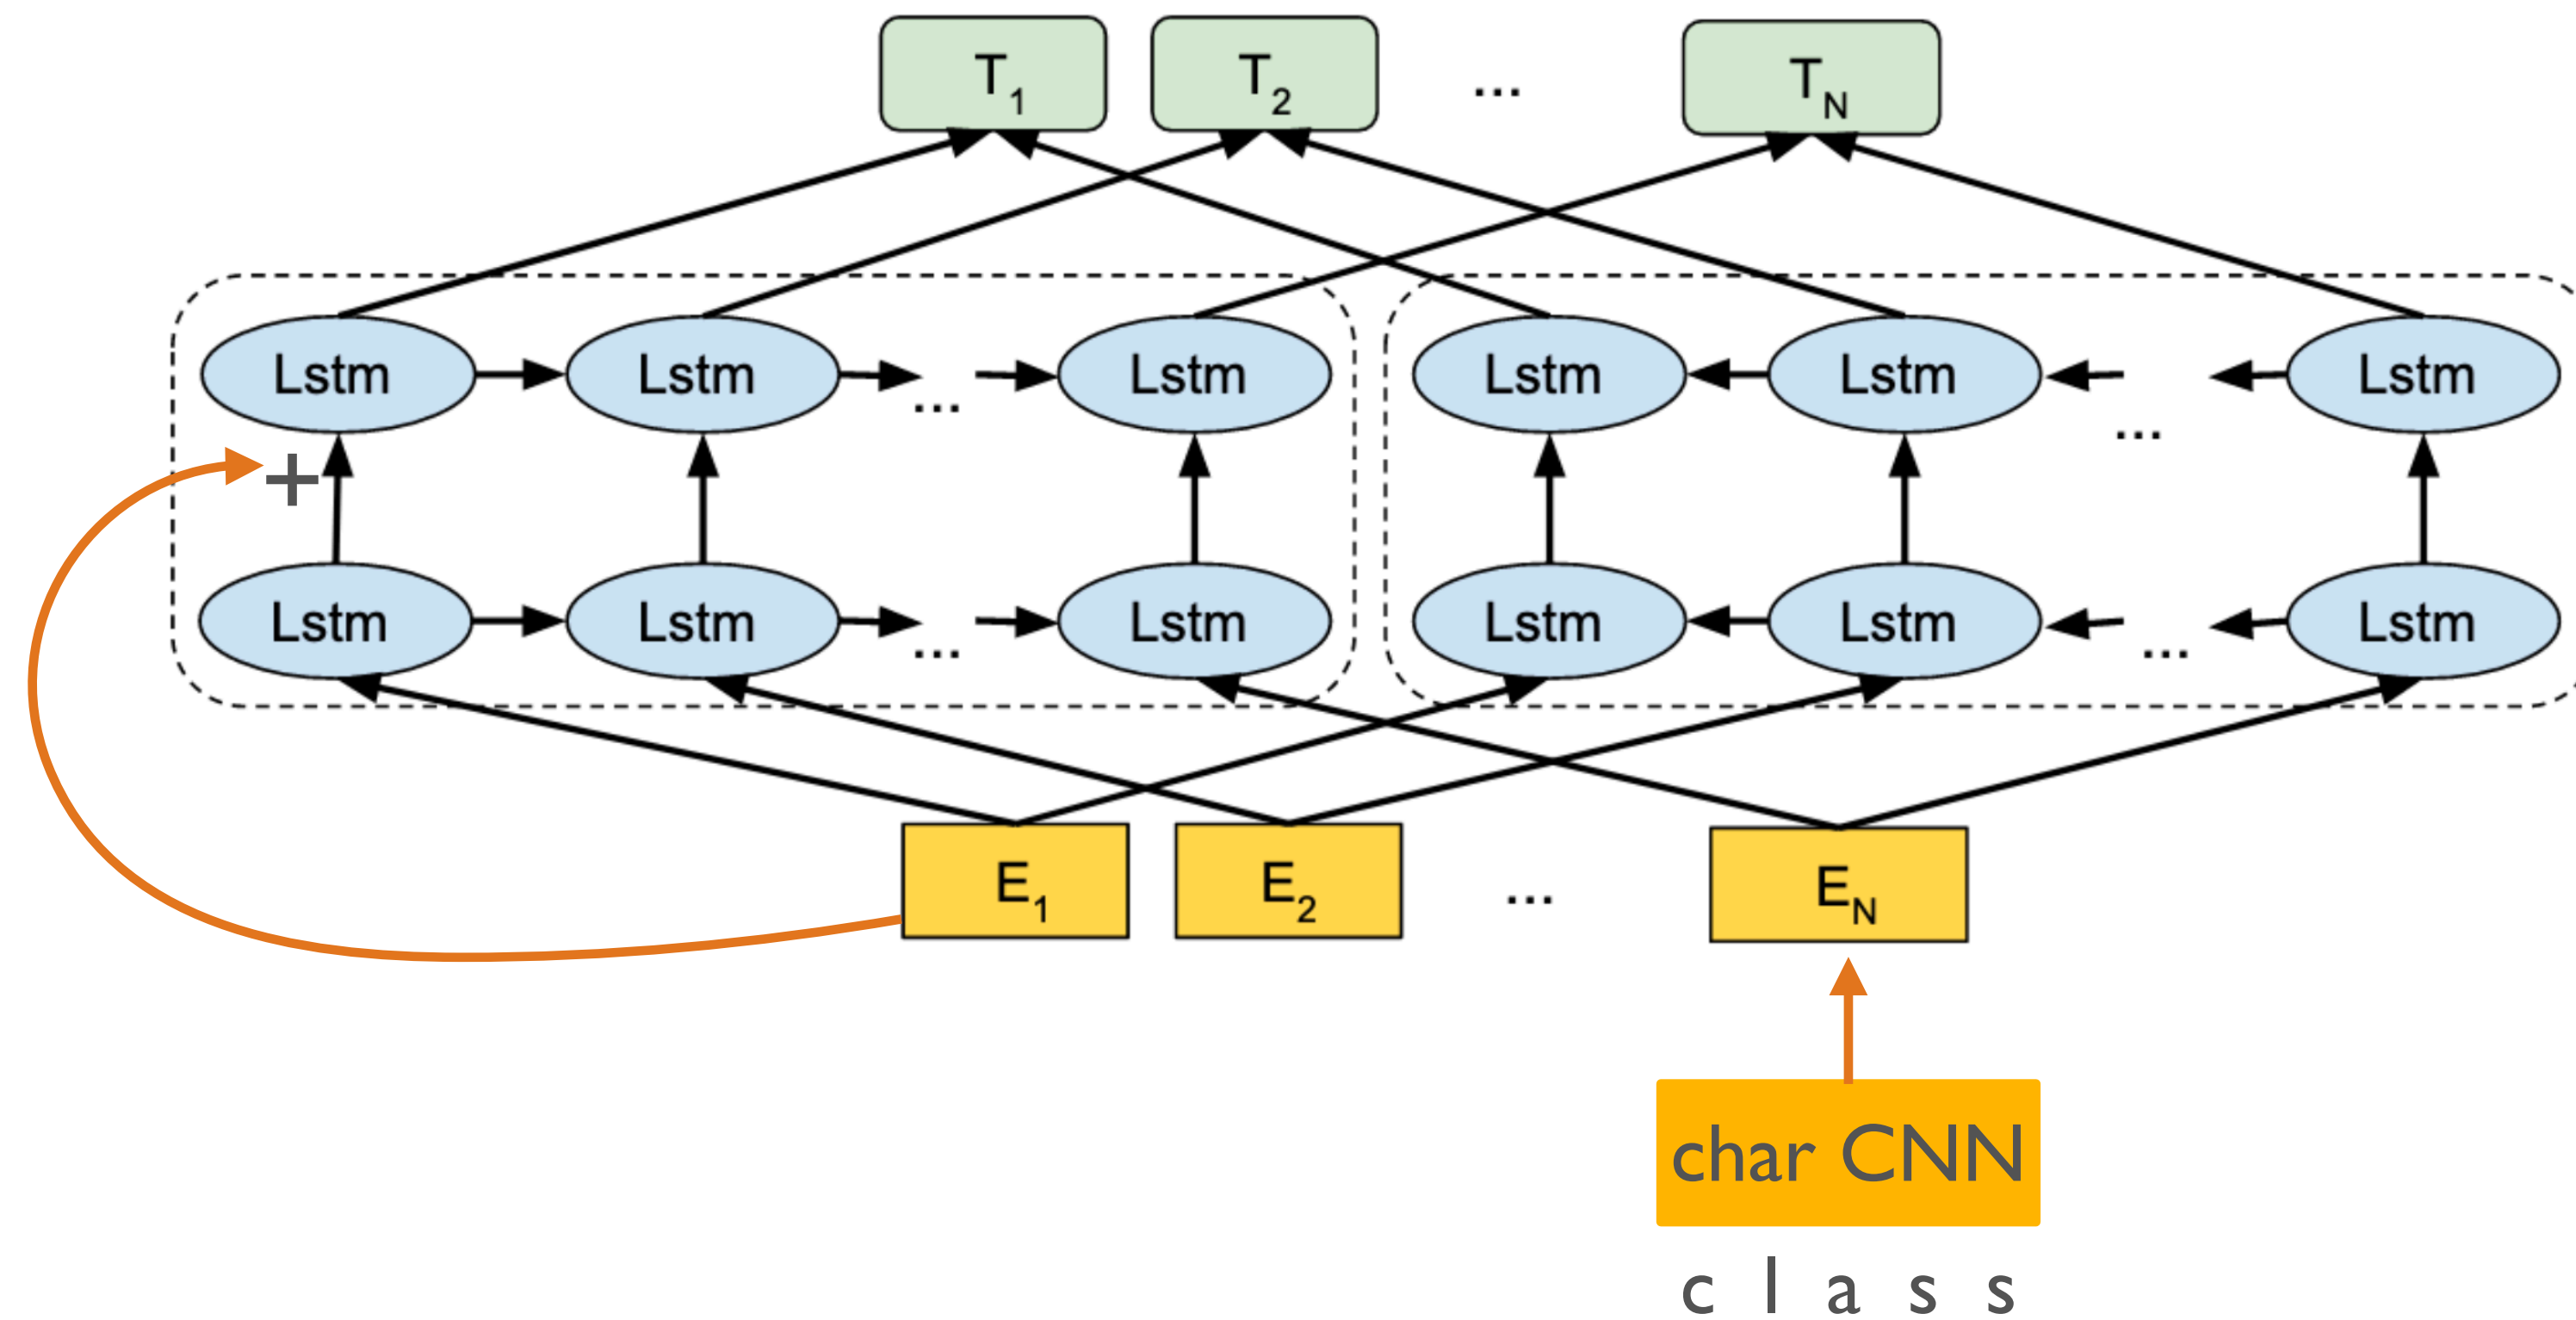 T1 T2 ... TN
Lstm Lstm ... Lstm Lstm Lstm ... Lstm
+
Lstm Lstm ... Lstm Lstm Lstm ... Lstm
E1 E2 ... EN
char CNN
c l a s s